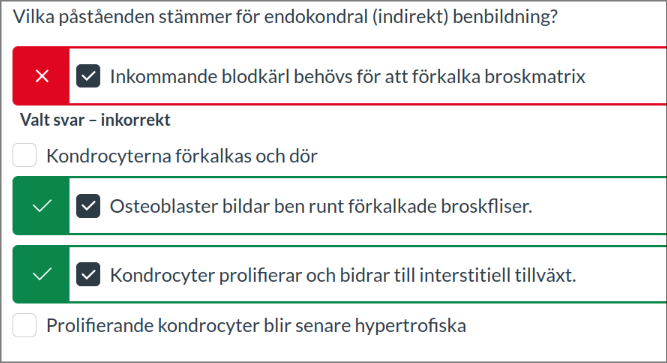 Vilka påståenden stämmer för endokondral (indirekt) benbildning?
Inkommande blodkärl behövs för att förkalka broskmatrix
Valt svar – inkorrekt
Kondrocyterna förkalkas och dör
Osteoblaster bildar ben runt förkalkade broskfliser.
Kondrocyter prolifierar och bidrar till interstitiell tillväxt.
Prolifierande kondrocyter blir senare hypertrofiska